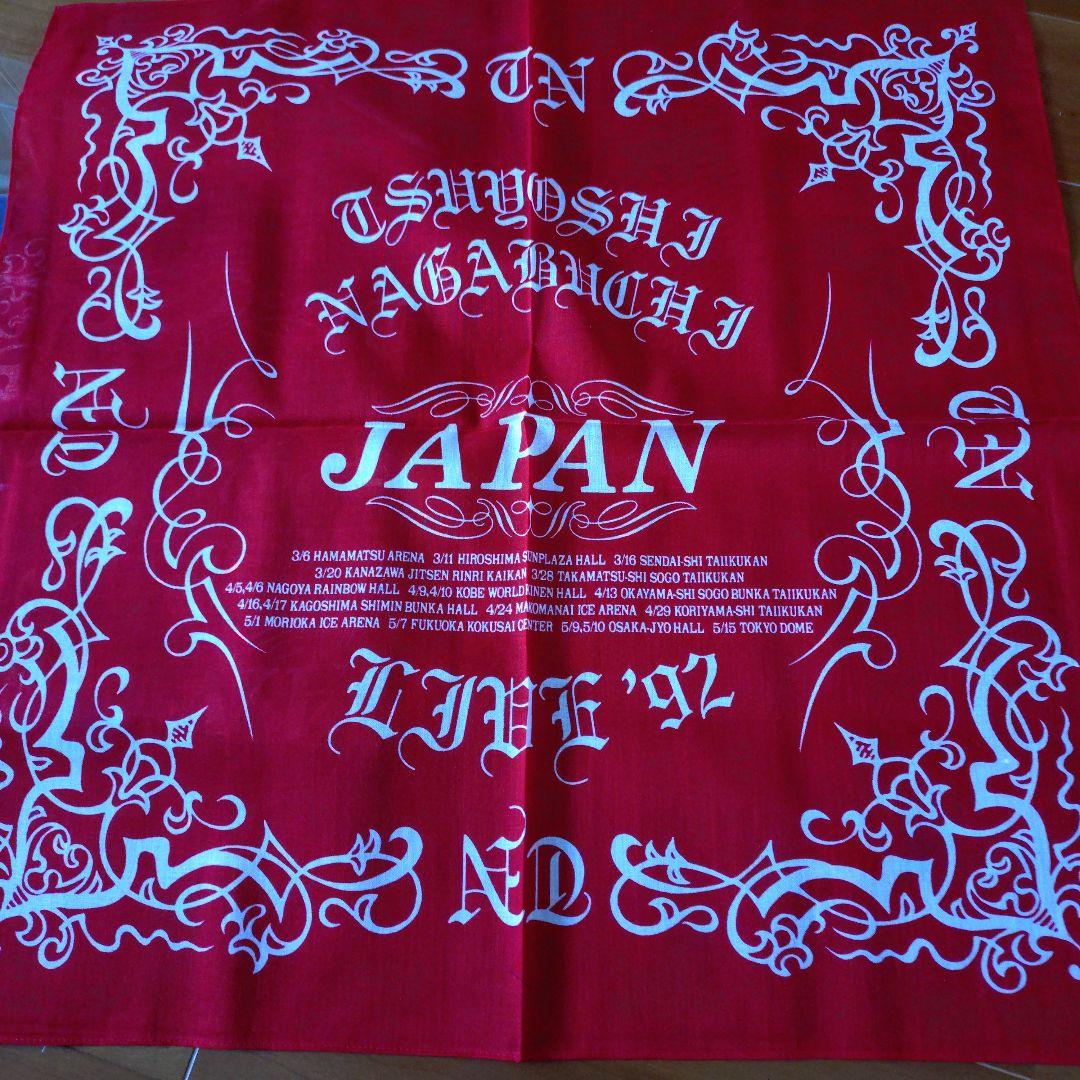 TN
TSUYOSHI
NAGABUCHI
TN
TN
JAPAN
3/6 HAMAMATSU ARENA 3/11 HIROSHIMA SUNPLAZA HALL 3/16 SENDAI-SHI TAIIKUKAN
3/20 KANAZAWA JITSEN RINRI KAIKAN 3/28 TAKAMATSU-SHI SOGO TAIIKUKAN
4/5,4/6 NAGOYA RAINBOW HALL 4/9,4/10 KOBE WORLD KINEN HALL 4/13 OKAYAMA-SHI SOGO BUNKA TAIIKUKAN
4/16,4/17 KAGOSHIMA SHIMIN BUNKA HALL 4/24 MAKOMANAI ICE ARENA 4/29 KORIYAMA-SHI TAIIKUKAN
5/1 MORIOKA ICE ARENA 5/7 FUKUOKA KOKUSAI CENTER 5/9,5/10 OSAKA-JYO HALL 5/15 TOKYO DOME
LIVE '92
TN